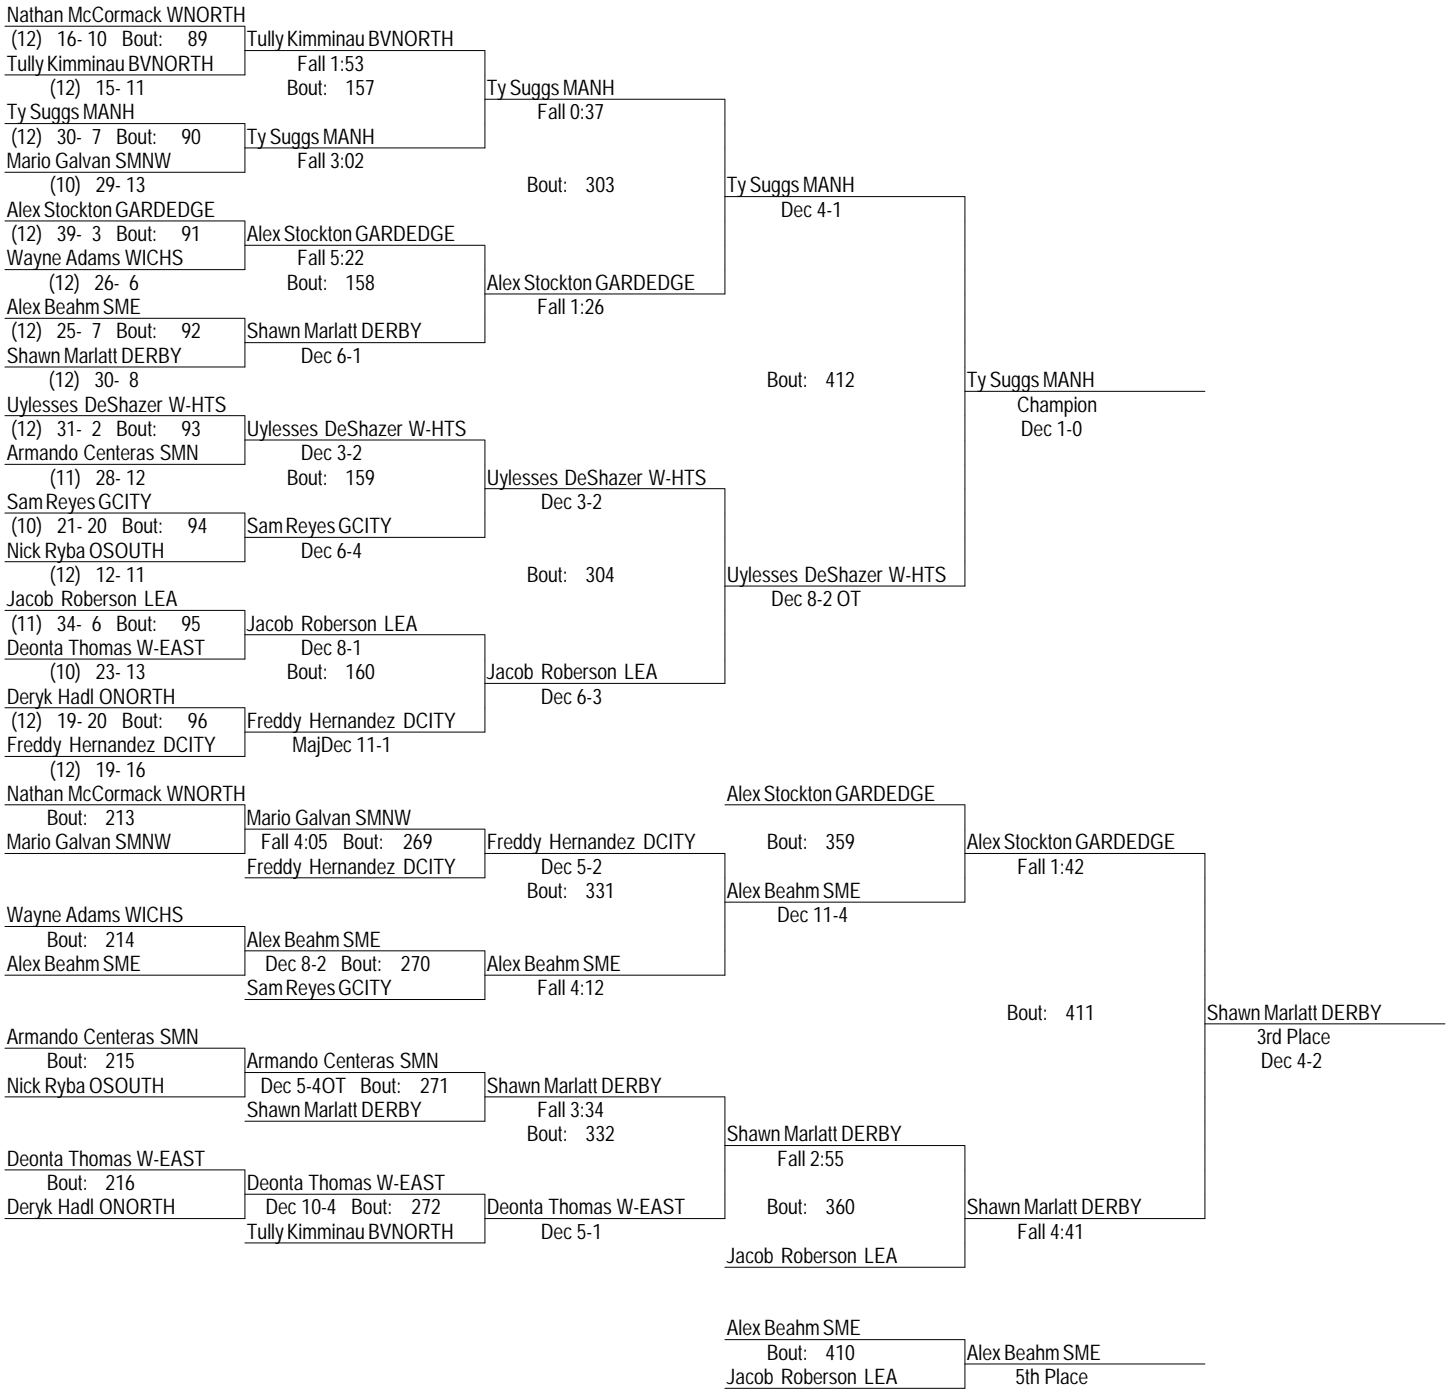 Nathan McCormack WNORTH
(12) 16- 10 Bout: 89 Tully Kimminau BVNORTH
Tully Kimminau BVNORTH Fall 1:53
(12) 15- 11 Bout: 157 Ty Suggs MANH
Ty Suggs MANH Fall 0:37
(12) 30- 7 Bout: 90 Ty Suggs MANH
Mario Galvan SMNW Fall 3:02
(10) 29- 13 Bout: 303 Ty Suggs MANH
Alex Stockton GARDEDGE Dec 4-1
(12) 39- 3 Bout: 91 Alex Stockton GARDEDGE
Wayne Adams WICHS Fall 5:22
(12) 26- 6 Bout: 158 Alex Stockton GARDEDGE
Alex Beahm SME Fall 1:26
(12) 25- 7 Bout: 92 Shawn Marlatt DERBY
Shawn Marlatt DERBY Dec 6-1
(12) 30- 8 Bout: 412 Ty Suggs MANH
Uylesses DeShazer W-HTS Champion
(12) 31- 2 Bout: 93 Uylesses DeShazer W-HTS Dec 1-0
Armando Centeras SMN Dec 3-2
(11) 28- 12 Bout: 159 Uylesses DeShazer W-HTS
Sam Reyes GCITY Dec 3-2
(10) 21- 20 Bout: 94 Sam Reyes GCITY
Nick Ryba OSOUTH Dec 6-4
(12) 12- 11 Bout: 304 Uylesses DeShazer W-HTS
Jacob Roberson LEA Dec 8-2 OT
(11) 34- 6 Bout: 95 Jacob Roberson LEA
Deonta Thomas W-EAST Dec 8-1
(10) 23- 13 Bout: 160 Jacob Roberson LEA
Deryk Hadl ONORTH Dec 6-3
(12) 19- 20 Bout: 96 Freddy Hernandez DCITY
Freddy Hernandez DCITY MajDec 11-1
(12) 19- 16
Nathan McCormack WNORTH Alex Stockton GARDEDGE
Bout: 213 Mario Galvan SMNW
Mario Galvan SMNW Fall 4:05 Bout: 269 Freddy Hernandez DCITY Bout: 359 Alex Stockton GARDEDGE
Freddy Hernandez DCITY Dec 5-2 Fall 1:42
Bout: 331 Alex Beahm SME
Wayne Adams WICHS Dec 11-4
Bout: 214 Alex Beahm SME
Alex Beahm SME Dec 8-2 Bout: 270 Alex Beahm SME
Sam Reyes GCITY Fall 4:12
Bout: 411 Shawn Marlatt DERBY
Armando Centeras SMN 3rd Place
Bout: 215 Armando Centeras SMN Dec 4-2
Nick Ryba OSOUTH Dec 5-4OT Bout: 271 Shawn Marlatt DERBY
Shawn Marlatt DERBY Fall 3:34
Bout: 332 Shawn Marlatt DERBY
Deonta Thomas W-EAST Fall 2:55
Bout: 216 Deonta Thomas W-EAST
Deryk Hadl ONORTH Dec 10-4 Bout: 272 Deonta Thomas W-EAST Bout: 360 Shawn Marlatt DERBY
Tully Kimminau BVNORTH Dec 5-1 Fall 4:41
Jacob Roberson LEA
Alex Beahm SME
Bout: 410 Alex Beahm SME
Jacob Roberson LEA 5th Place